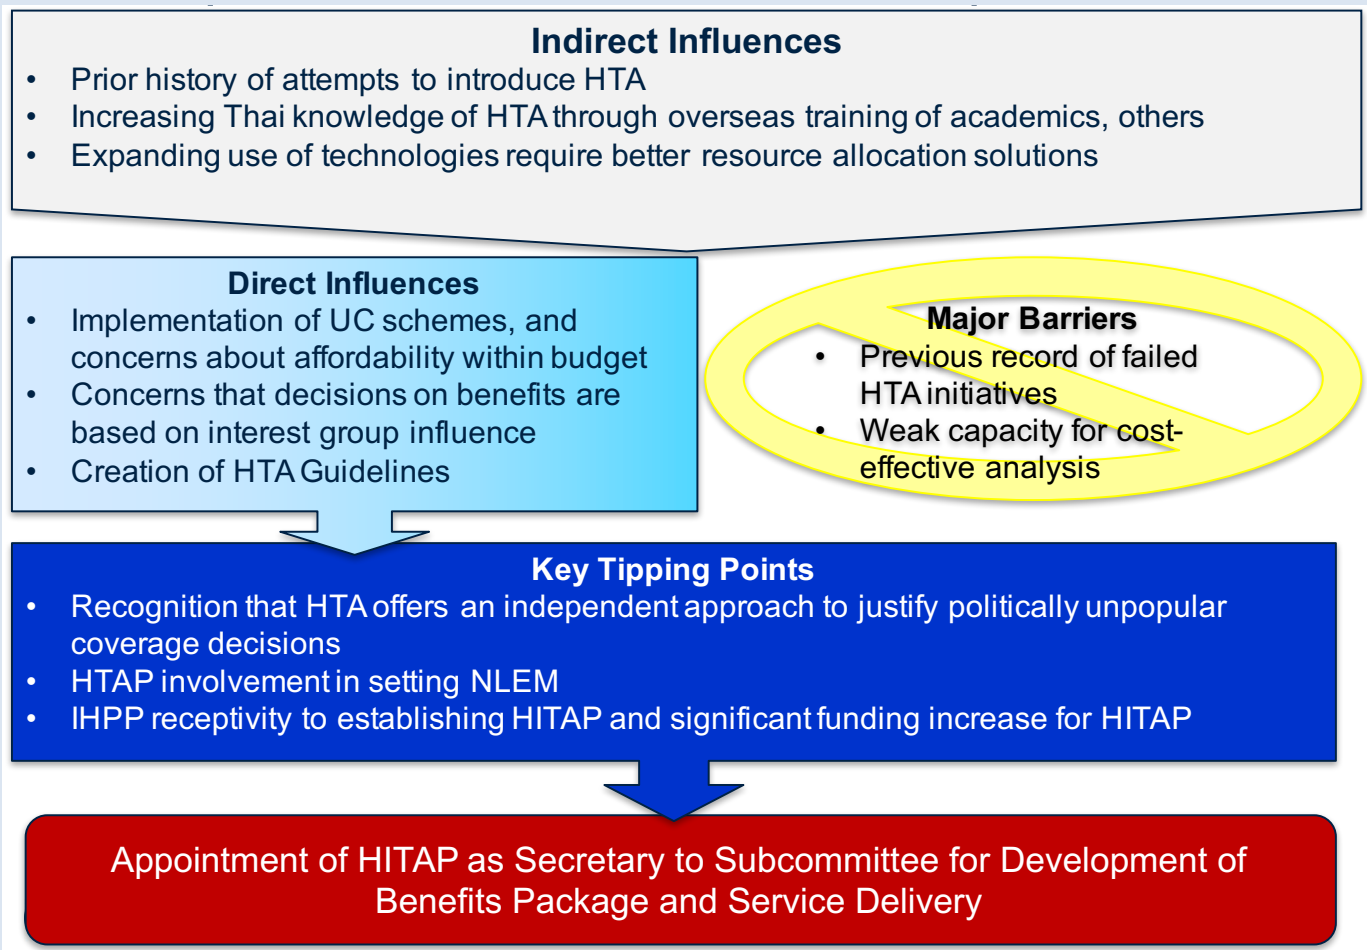 Indirect Influences
• Prior history of attempts to introduce HTA
• Increasing Thai knowledge of HTA through overseas training of academics, others
• Expanding use of technologies require better resource allocation solutions
Direct Influences
• Implementation of UC schemes, and
concerns about affordability within budget
• Concerns that decisions on benefits are
based on interest group influence
• Creation of HTA Guidelines
Major Barriers
• Previous record of failed
HTA initiatives
• Weak capacity for cost-
effective analysis
Key Tipping Points
• Recognition that HTA offers an independent approach to justify politically unpopular
coverage decisions
• HTAP involvement in setting NLEM
• IHPP receptivity to establishing HITAP and significant funding increase for HITAP
Appointment of HITAP as Secretary to Subcommittee for Development of
Benefits Package and Service Delivery